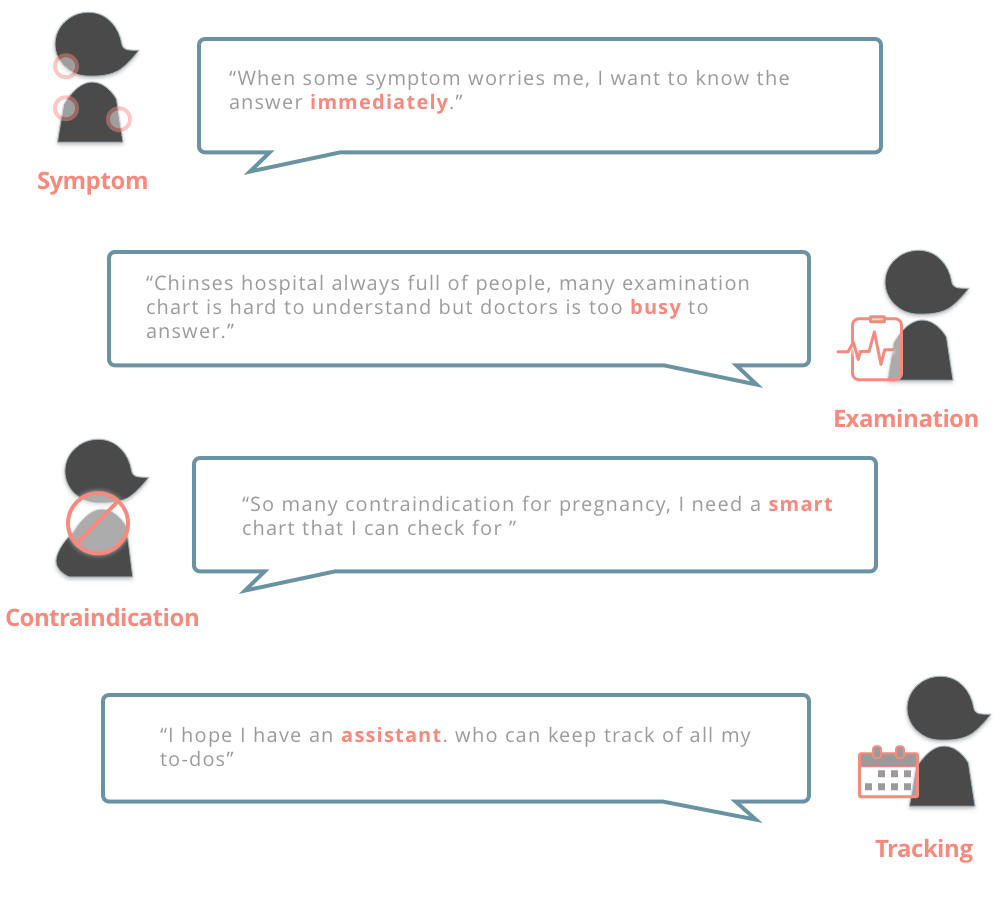 “When some symptom worries me, I want to know the
answer immediately.”
Symptom
“Chinses hospital always full of people, many examination
chart is hard to understand but doctors is too busy to
answer.”
Examination
“So many contraindication for pregnancy, I need a smart
chart that I can check for ”
Contraindication
“I hope I have an assistant. who can keep track of all my
to-dos”
Tracking